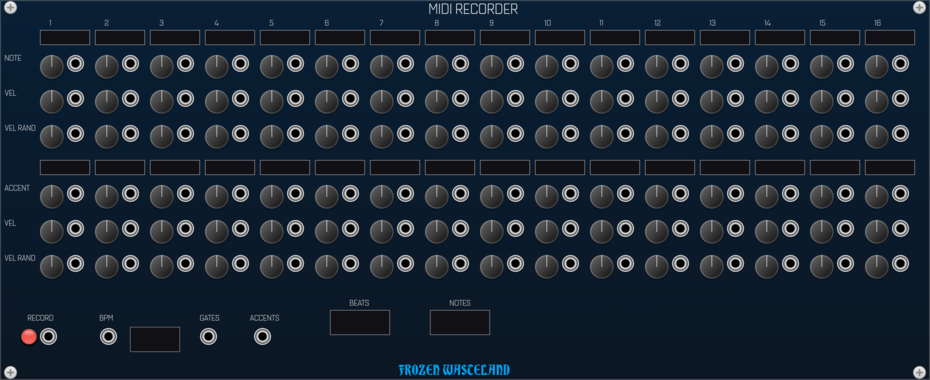 MIDI RECORDER
1 2 3 4 5 6 7 8 9 10 11 12 13 14 15 16
NOTE
VEL
VEL RAND
ACCENT
VEL
VEL RAND
BEATS NOTES
RECORD BPM GATES ACCENTS
FROZEN WASTELAND